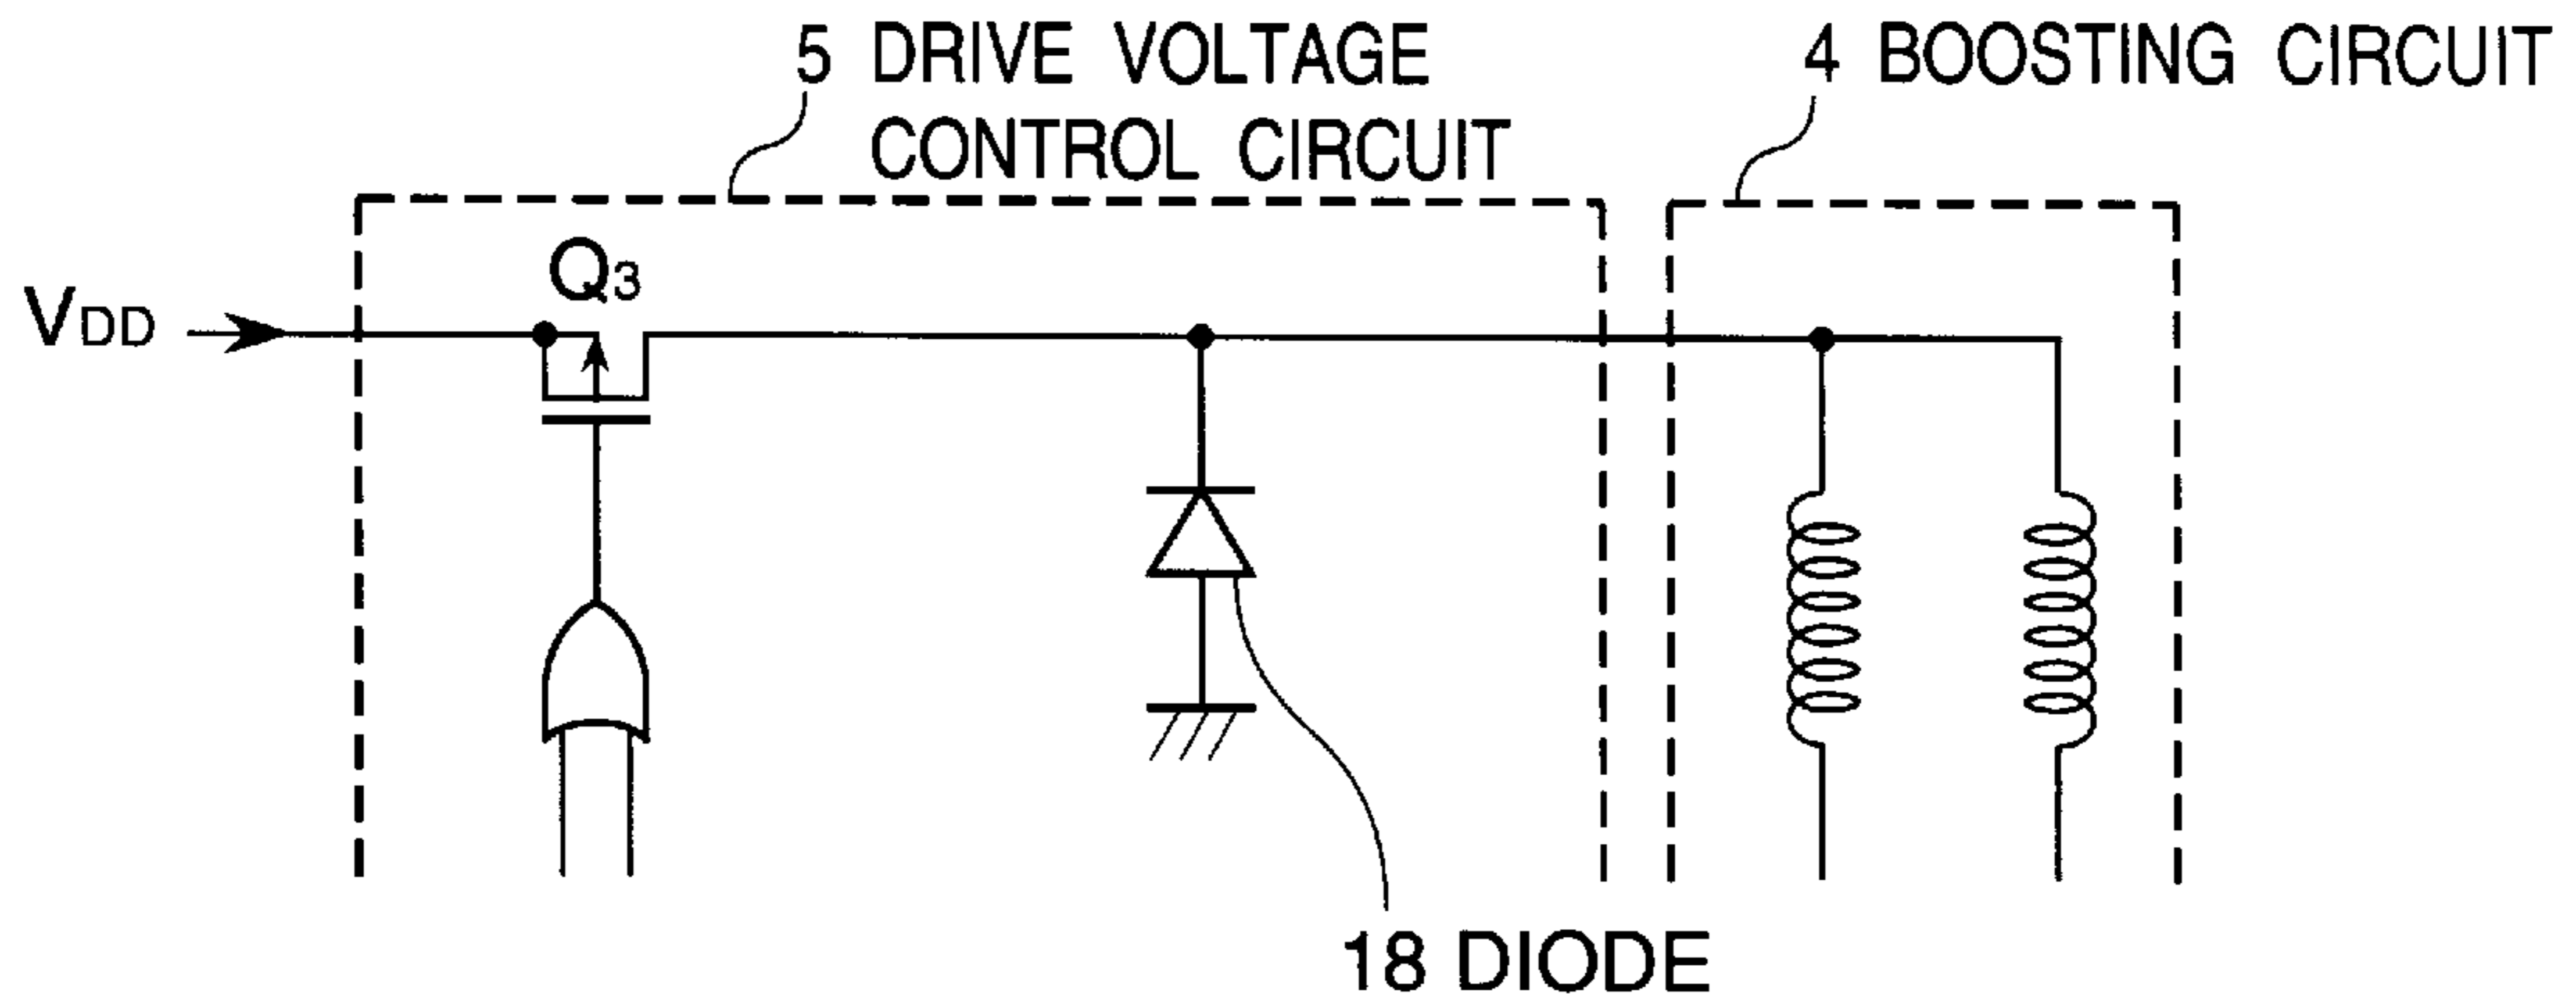 5 DRIVE VOLTAGE
CONTROL CIRCUIT
4 BOOSTING CIRCUIT
Q3
VDD
18 DIODE